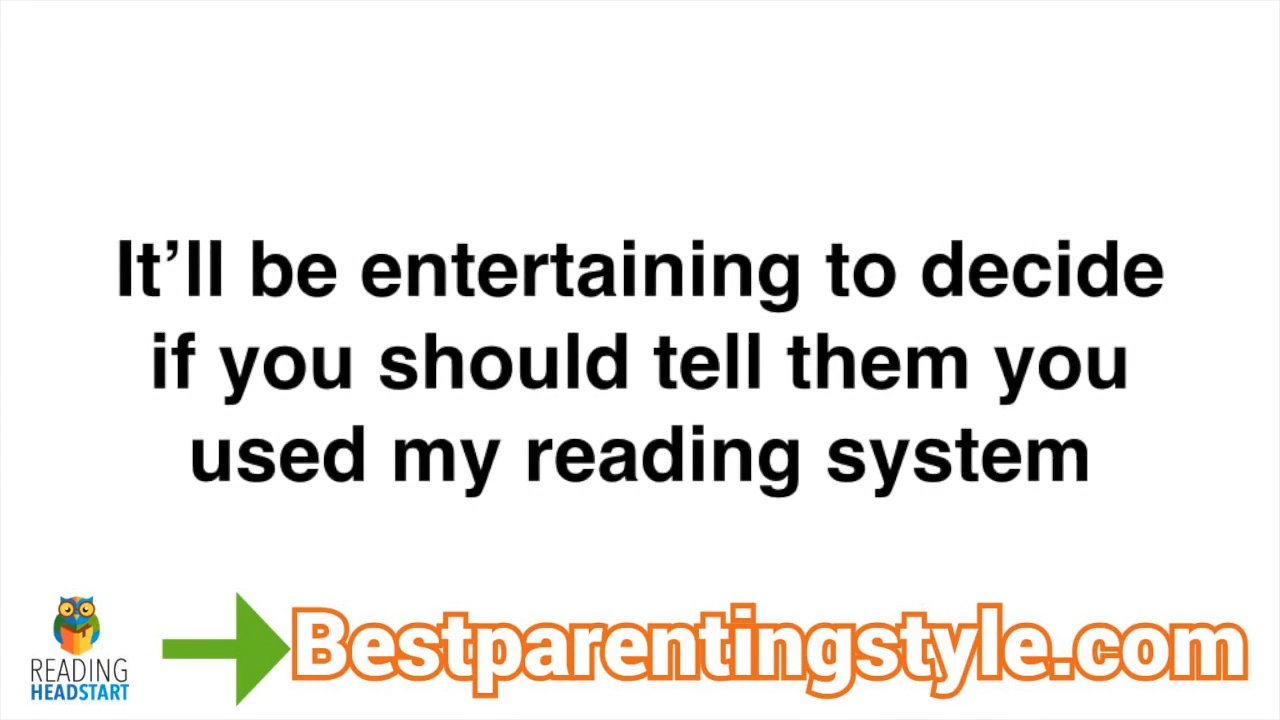 It’ll be entertaining to decide
if you should tell them you
used my reading system
READING
HEADSTART
Bestparentingstyle.com